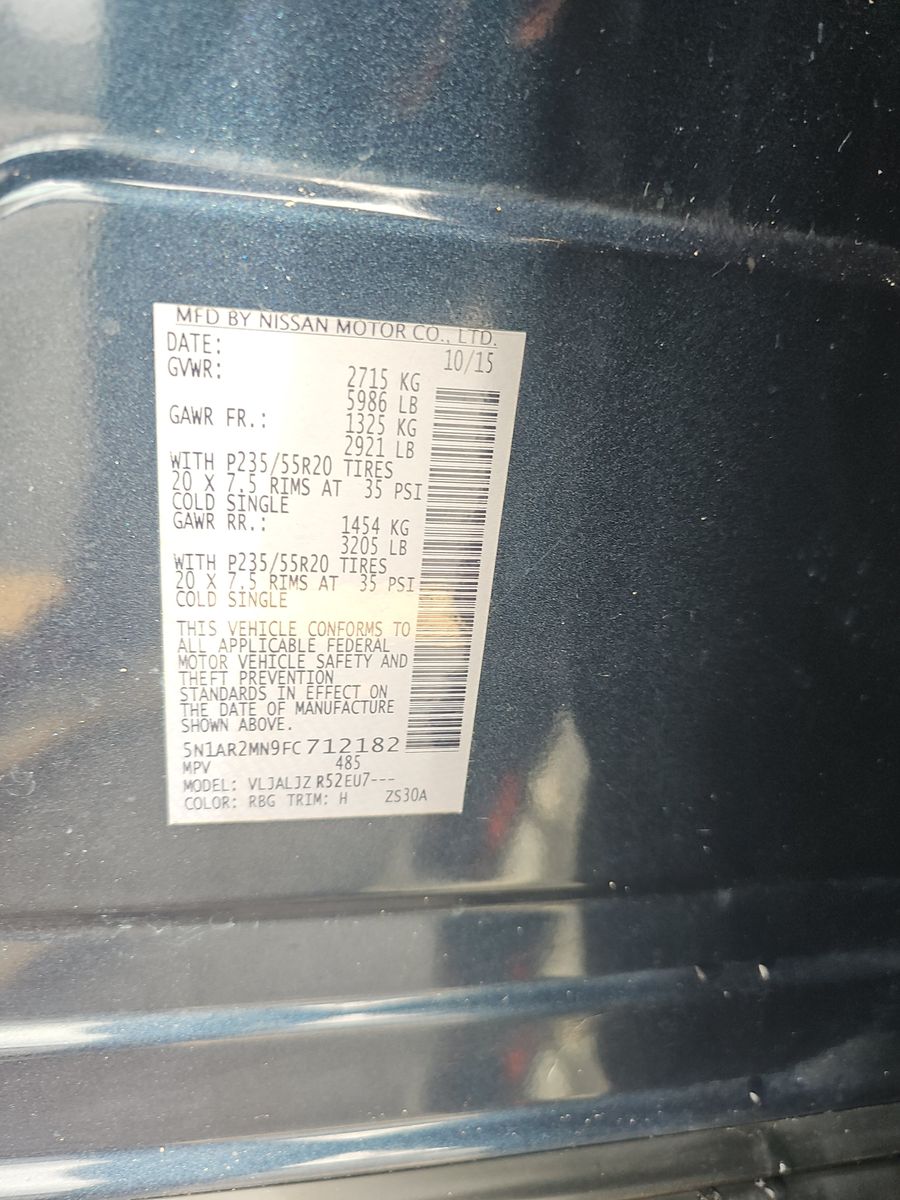 MFD BY NISSAN MOTOR CO., LTD.
DATE: 10/15
GVWR: 2715 KG
5986 LB
GAWR FR.: 1325 KG
2921 LB
WITH P235/55R20 TIRES
20 X 7.5 RIMS AT 35 PSI
COLD SINGLE
GAWR RR.: 1454 KG
3205 LB
WITH P235/55R20 TIRES
20 X 7.5 RIMS AT 35 PSI
COLD SINGLE
THIS VEHICLE CONFORMS TO
ALL APPLICABLE FEDERAL
MOTOR VEHICLE SAFETY AND
THEFT PREVENTION
STANDARDS IN EFFECT ON
THE DATE OF MANUFACTURE
SHOWN ABOVE.
5N1AR2MN9FC712182
MPV 485
MODEL: VLJALJZ R52EU7---
COLOR: RBG TRIM: H ZS30A